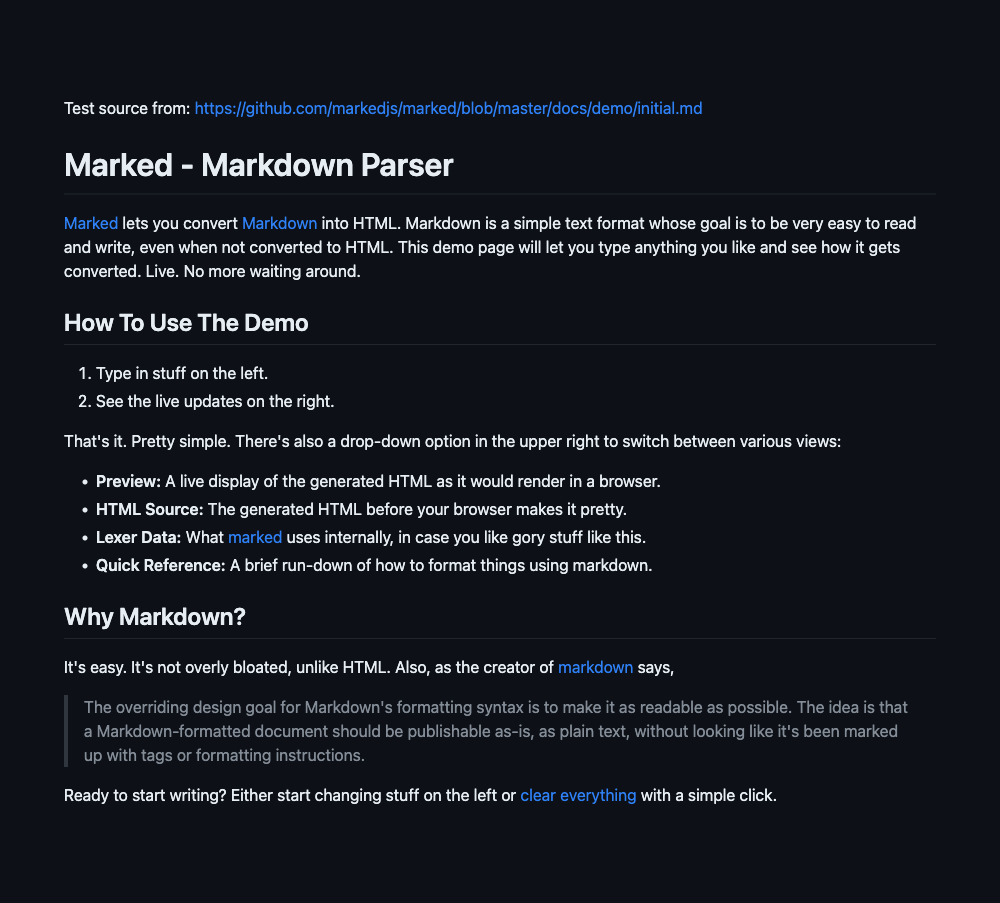 Test source from: https://github.com/markedjs/marked/blob/master/docs/demo/initial.md
Marked - Markdown Parser
Marked lets you convert Markdown into HTML. Markdown is a simple text format whose goal is to be very easy to read
and write, even when not converted to HTML. This demo page will let you type anything you like and see how it gets
converted. Live. No more waiting around.
How To Use The Demo
1. Type in stuff on the left.
2. See the live updates on the right.
That's it. Pretty simple. There's also a drop-down option in the upper right to switch between various views:
• Preview: A live display of the generated HTML as it would render in a browser.
• HTML Source: The generated HTML before your browser makes it pretty.
• Lexer Data: What marked uses internally, in case you like gory stuff like this.
• Quick Reference: A brief run-down of how to format things using markdown.
Why Markdown?
It's easy. It's not overly bloated, unlike HTML. Also, as the creator of markdown says,
The overriding design goal for Markdown's formatting syntax is to make it as readable as possible. The idea is that
a Markdown-formatted document should be publishable as-is, as plain text, without looking like it's been marked
up with tags or formatting instructions.
Ready to start writing? Either start changing stuff on the left or clear everything with a simple click.